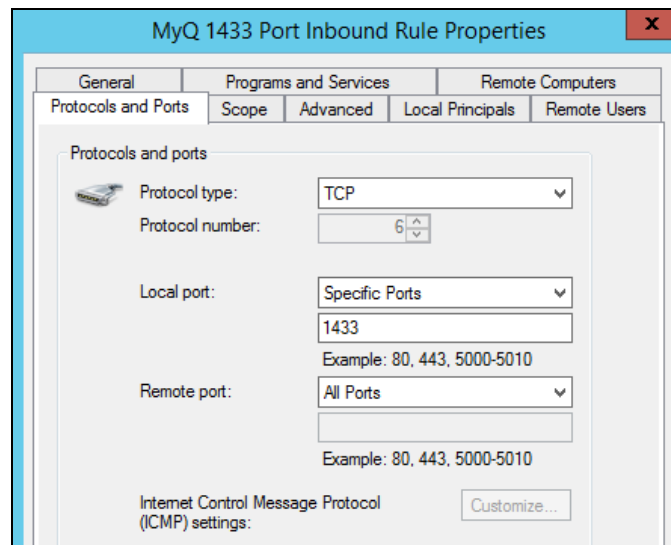 MyQ 1433 Port Inbound Rule Properties
x
General Programs and Services Remote Computers
Protocols and Ports Scope Advanced Local Principals Remote Users
Protocols and ports
Protocol type: TCP
Protocol number: 6
Local port: Specific Ports
1433
Example: 80, 443, 5000-5010
Remote port: All Ports
Example: 80, 443, 5000-5010
Internet Control Message Protocol Customize...
(ICMP) settings: